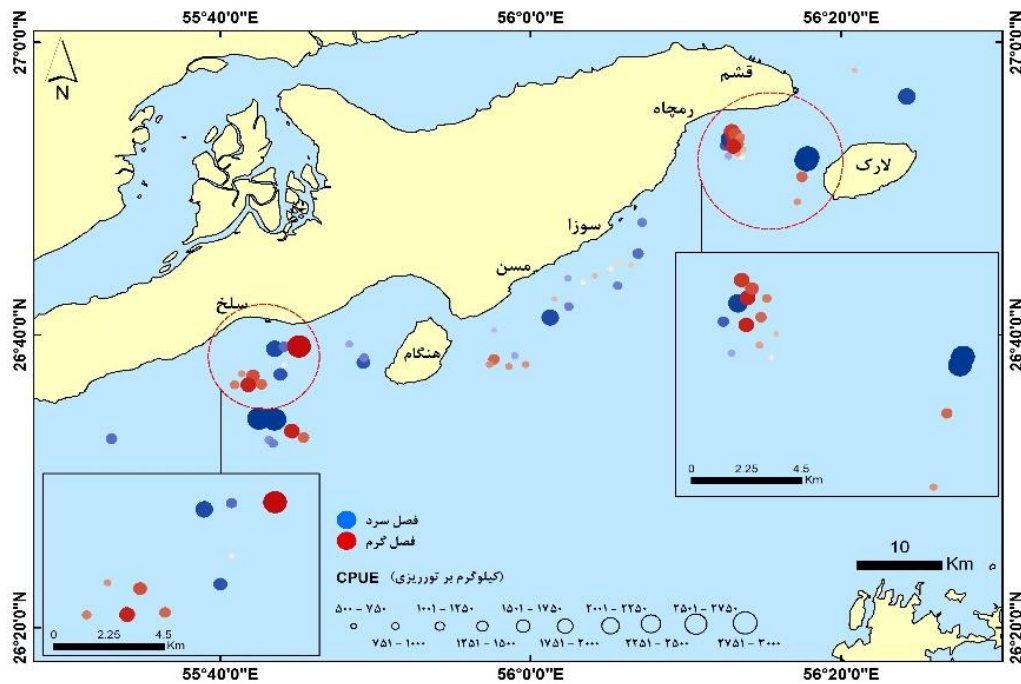 55°40'0"E 56°0'0"E 56°20'0"E
27°0'0"N 27°0'0"N
N
قشم
رمچاه
لارک
سوزا
مسن
سلخ
هنگام
26°40'0"N 26°40'0"N
0 2.25 4.5
Km
فصل سرد
فصل گرم
10
Km
CPUE (کیلوگرم بر تورریزی)
۵۰۰ - ۷۵۰ ۱۰۰۱ - ۱۲۵۰ ۱۵۰۱ - ۱۷۵۰ ۲۰۰۱ - ۲۲۵۰ ۲۵۰۱ - ۲۷۵۰
۷۵۱ - ۱۰۰۰ ۱۲۵۱ - ۱۵۰۰ ۱۷۵۱ - ۲۰۰۰ ۲۲۵۱ - ۲۵۰۰ ۲۷۵۱ - ۳۰۰۰
0 2.25 4.5
Km
26°20'0"N 26°20'0"N
55°40'0"E 56°0'0"E 56°20'0"E